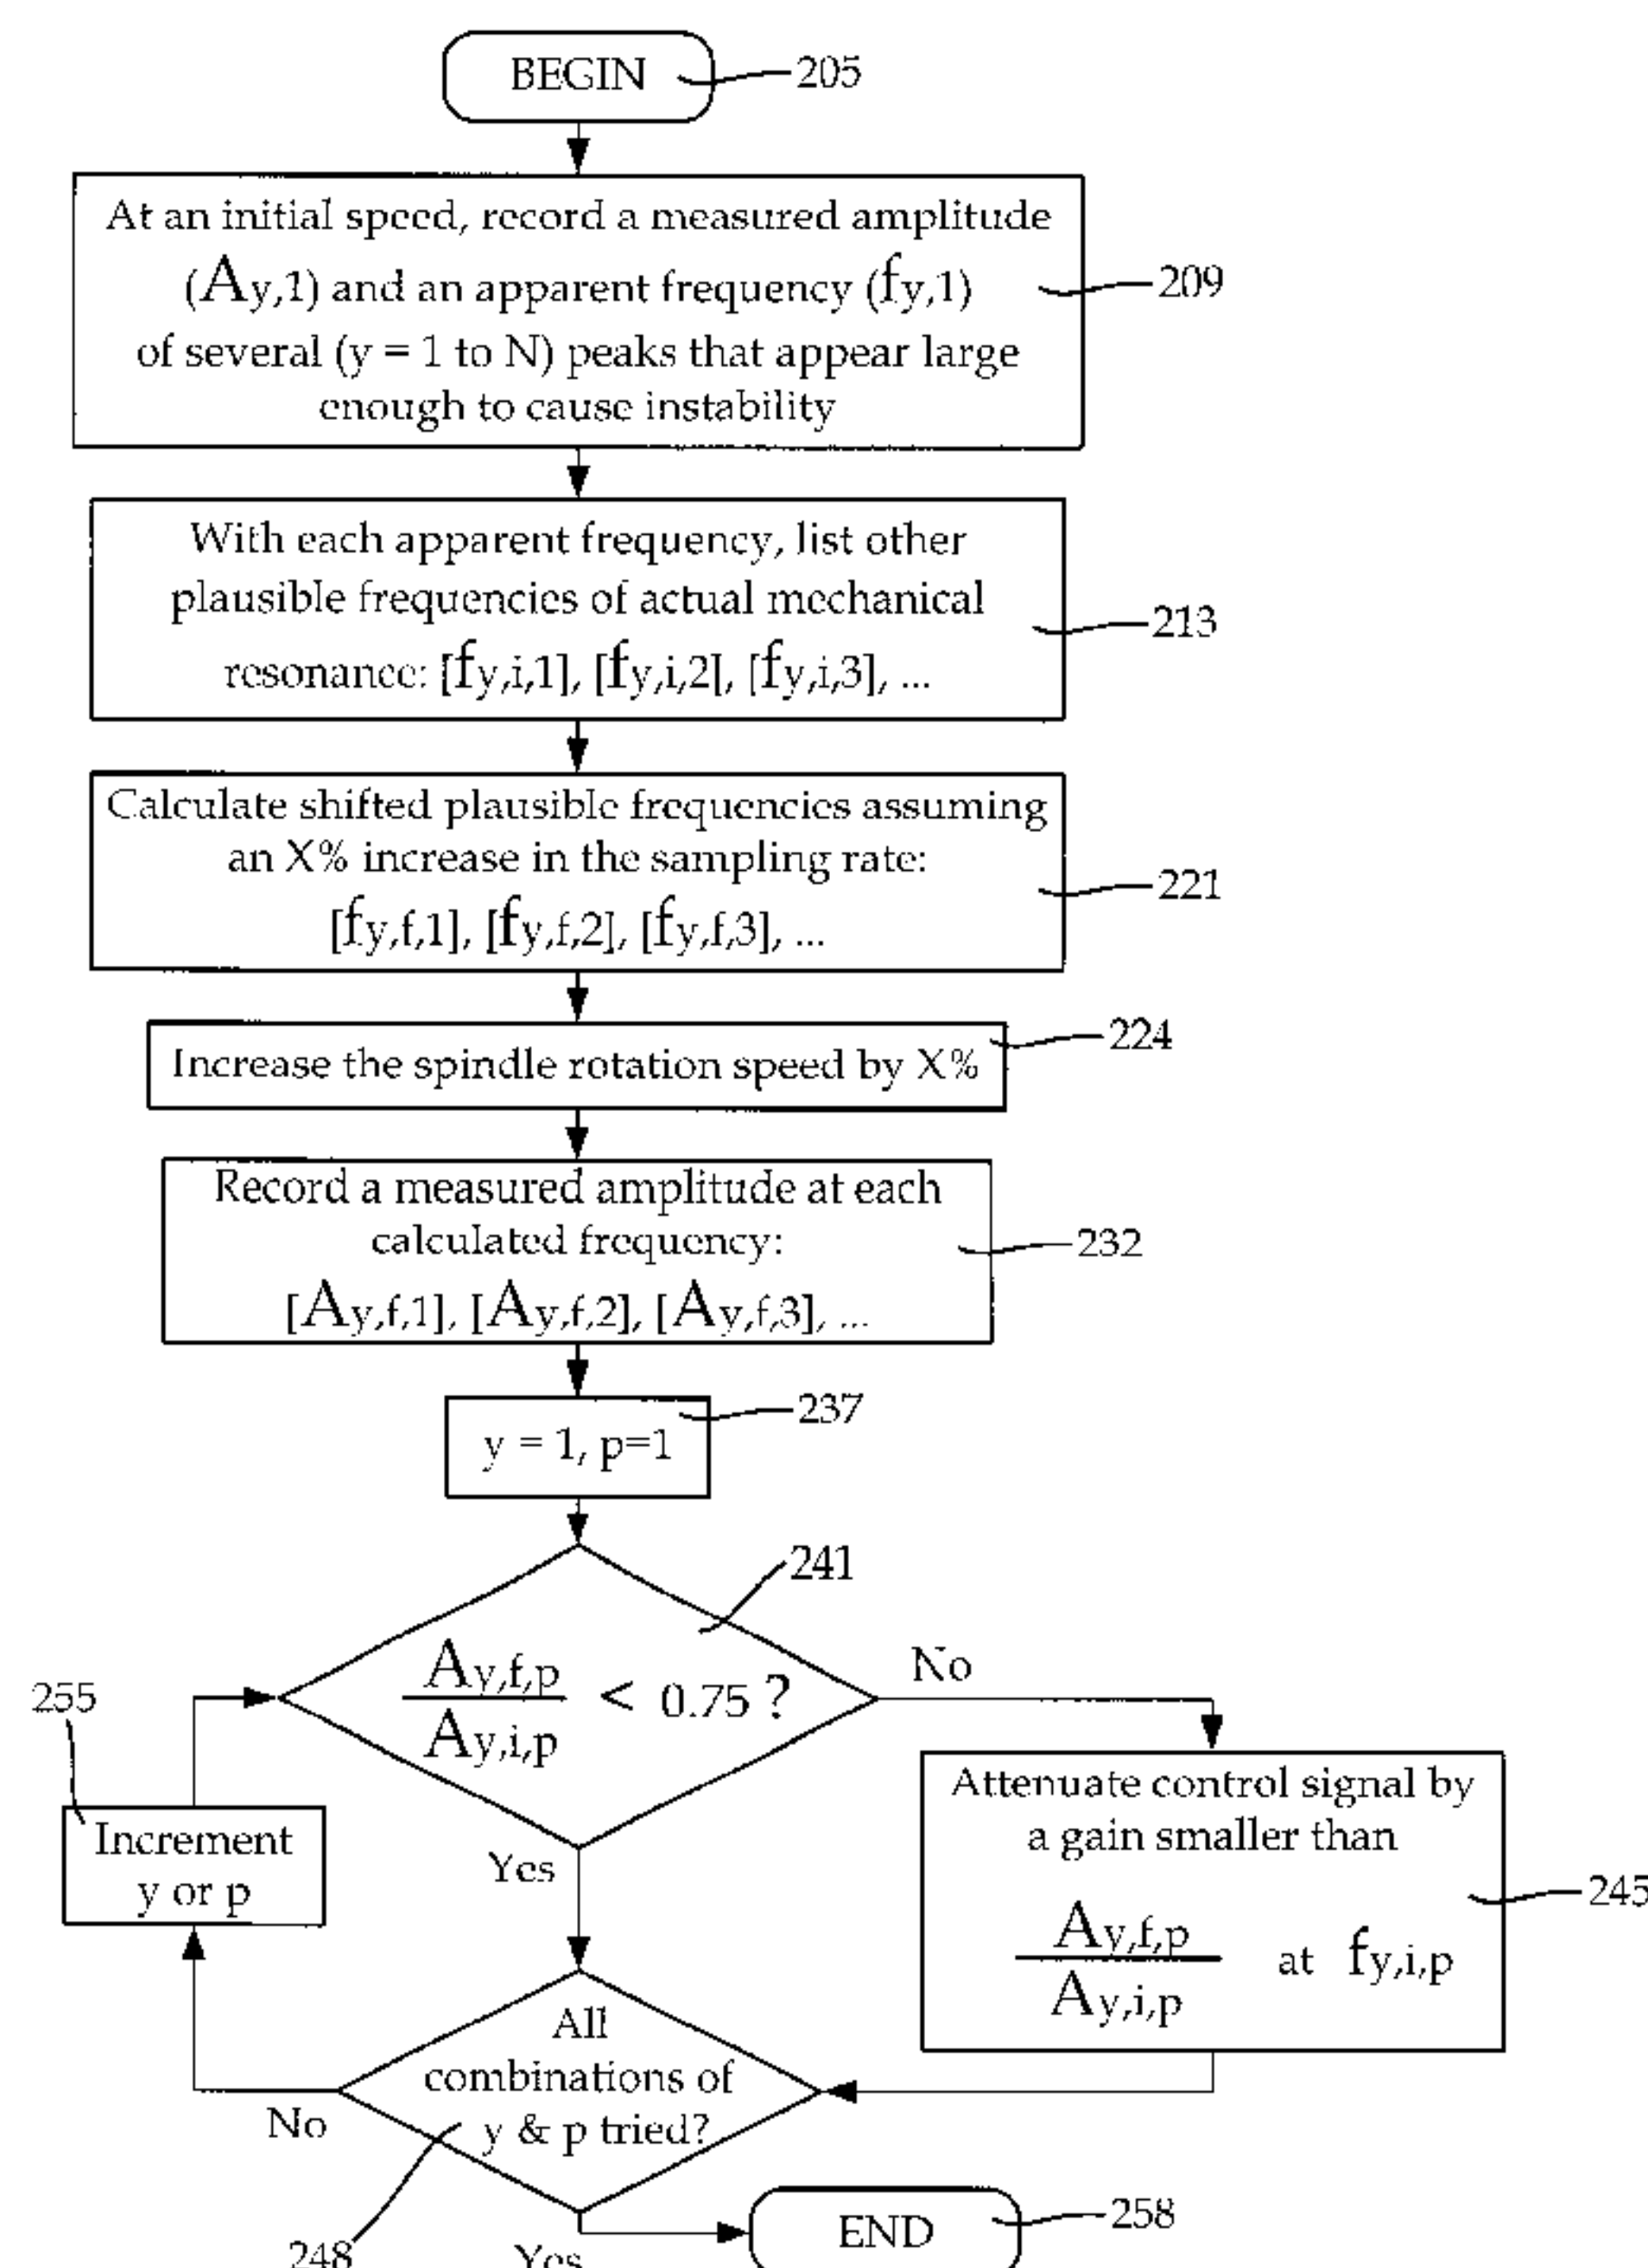 BEGIN
205
At an initial speed, record a measured amplitude
(Ay,1) and an apparent frequency (fy,1)
of several (y = 1 to N) peaks that appear large
enough to cause instability
209
With each apparent frequency, list other
plausible frequencies of actual mechanical
resonance: [fy,i,1], [fy,i,2], [fy,i,3], ...
213
Calculate shifted plausible frequencies assuming
an X% increase in the sampling rate:
[fy,f,1], [fy,f,2], [fy,f,3], ...
221
Increase the spindle rotation speed by X%
224
Record a measured amplitude at each
calculated frequency:
[Ay,f,1], [Ay,f,2], [Ay,f,3], ...
232
y = 1, p=1
237
241
Ay,f,p
Ay,i,p
< 0.75 ?
No
Yes
255
Increment
y or p
Attenuate control signal by
a gain smaller than
Ay,f,p
Ay,i,p
at fy,i,p
245
All
combinations of
y & p tried?
No
248
Yes
END
258